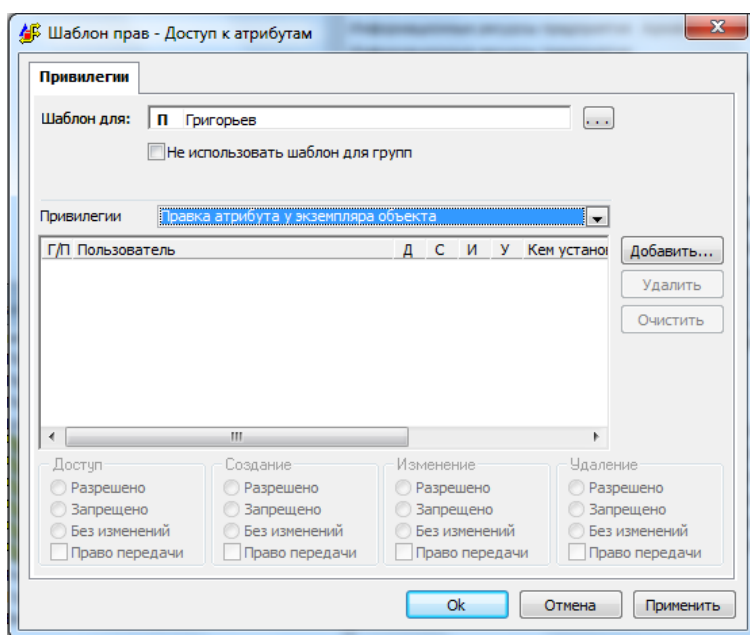 Шаблон прав - Доступ к атрибутам
Привилегии
Шаблон для: П Григорьев ...
Не использовать шаблон для групп
Привилегии Правка атрибута у экземпляра объекта
Г/П Пользователь Д С И У Кем устано
Добавить...
Удалить
Очистить
Доступ Создание Изменение Удаление
Разрешено Разрешено Разрешено Разрешено
Запрещено Запрещено Запрещено Запрещено
Без изменений Без изменений Без изменений Без изменений
Право передачи Право передачи Право передачи Право передачи
Ok Отмена Применить